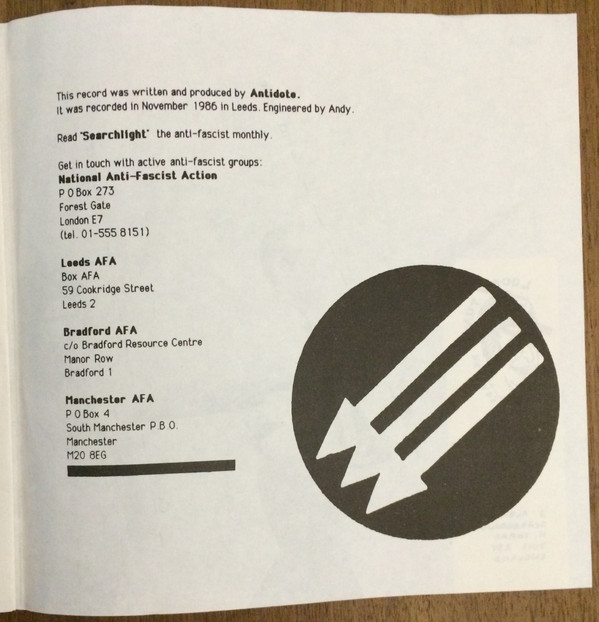 This record was written and produced by Antidote.
It was recorded in November 1986 in Leeds. Engineered by Andy.
Read "Searchlight" the anti-fascist monthly.
Get in touch with active anti-fascist groups:
National Anti-Fascist Action
P O Box 273
Forest Gate
London E7
(tel. 01-555 8151)
Leeds AFA
Box AFA
59 Cookridge Street
Leeds 2
Bradford AFA
c/o Bradford Resource Centre
Manor Row
Bradford 1
Manchester AFA
P O Box 4
South Manchester P.B.O.
Manchester
M20 8EG